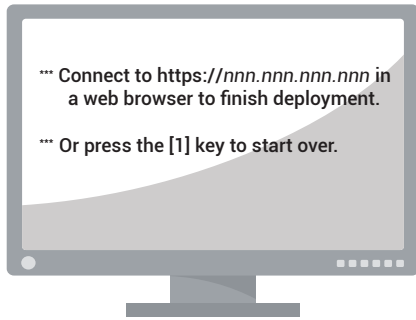 *** Connect to https://nnn.nnn.nnn.nnn in
a web browser to finish deployment.
*** Or press the [1] key to start over.